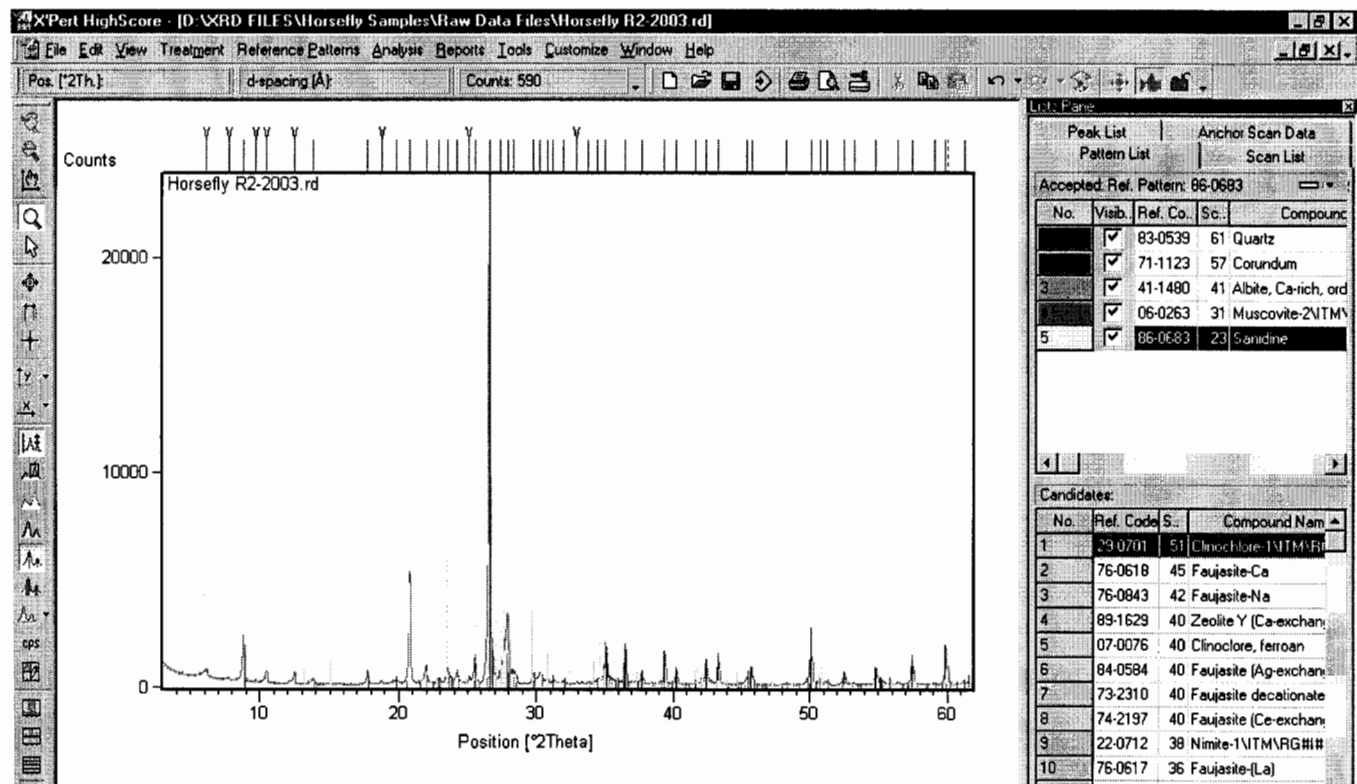 X'Pert HighScore - [D:\XRD FILES\Horsefly Samples\Raw Data Files\Horsefly R2-2003.rd]
File Edit View Treatment Reference Patterns Analysis Reports Tools Customize Window Help
Pos. [°2Th.]: d-spacing [Å]: Counts: 590
Lists Pane
Peak List Anchor Scan Data
Pattern List Scan List
Accepted Ref. Pattern: 86-0683
No. Visib.. Ref. Co.. Sc.. Compound
83-0539 61 Quartz
71-1123 57 Corundum
3 41-1480 41 Albite, Ca-rich, ord
06-0263 31 Muscovite-2\ITM\
5 86-0683 23 Sanidine
Candidates:
No. Ref. Code S.. Compound Nam
1 29-0701 51 Clinochlore-1\ITM\R
2 76-0618 45 Faujasite-Ca
3 76-0843 42 Faujasite-Na
4 89-1629 40 Zeolite Y (Ca-exchan
5 07-0076 40 Clinoclore, ferroan
6 84-0584 40 Faujasite (Ag-exchan
7 73-2310 40 Faujasite decationate
8 74-2197 40 Faujasite (Ce-exchan
9 22-0712 38 Nimite-1\ITM\RG#I#
10 76-0617 36 Faujasite-(La)
Counts
Horsefly R2-2003.rd
20000
10000
0
10 20 30 40 50 60
Position [°2Theta]
cps